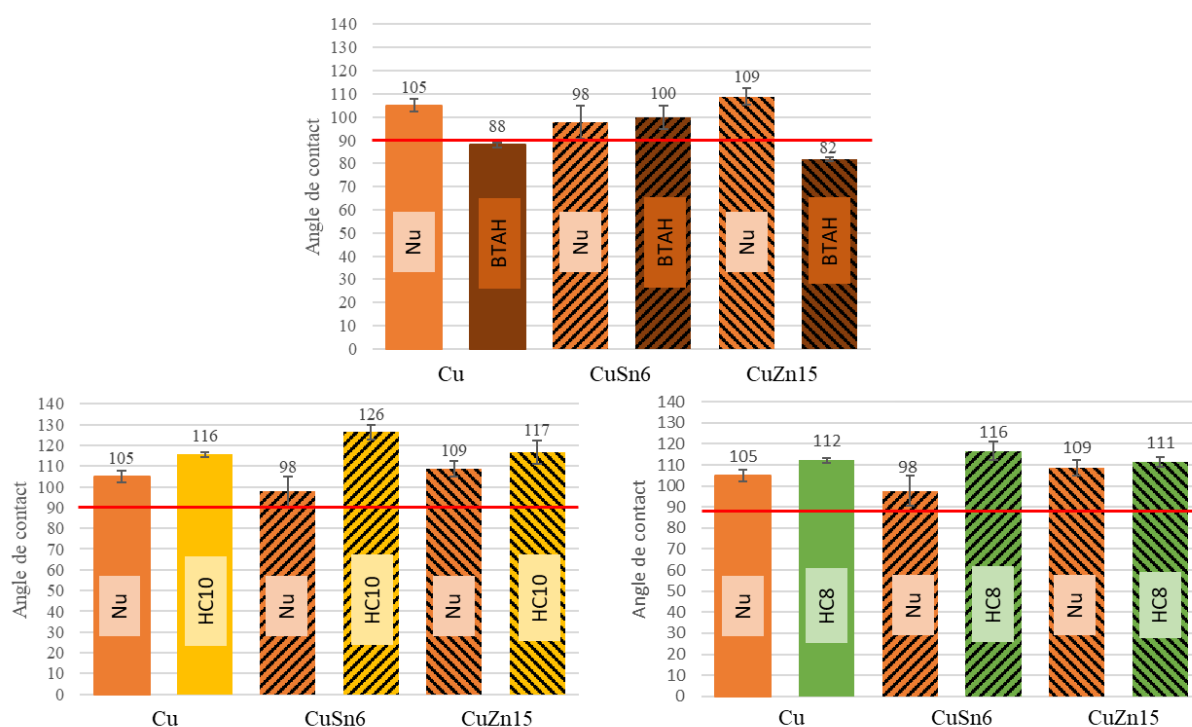 140
130
120
110
100
90
80
70
60
50
40
30
20
10
0
Angle de contact
105
88
98
100
109
82
Nu
BTAH
Nu
BTAH
Nu
BTAH
Cu
CuSn6
CuZn15
140
130
120
110
100
90
80
70
60
50
40
30
20
10
0
Angle de contact
105
116
98
126
109
117
Nu
HC10
Nu
HC10
Nu
HC10
Cu
CuSn6
CuZn15
140
130
120
110
100
90
80
70
60
50
40
30
20
10
0
Angle de contact
105
112
98
116
109
111
Nu
HC8
Nu
HC8
Nu
HC8
Cu
CuSn6
CuZn15